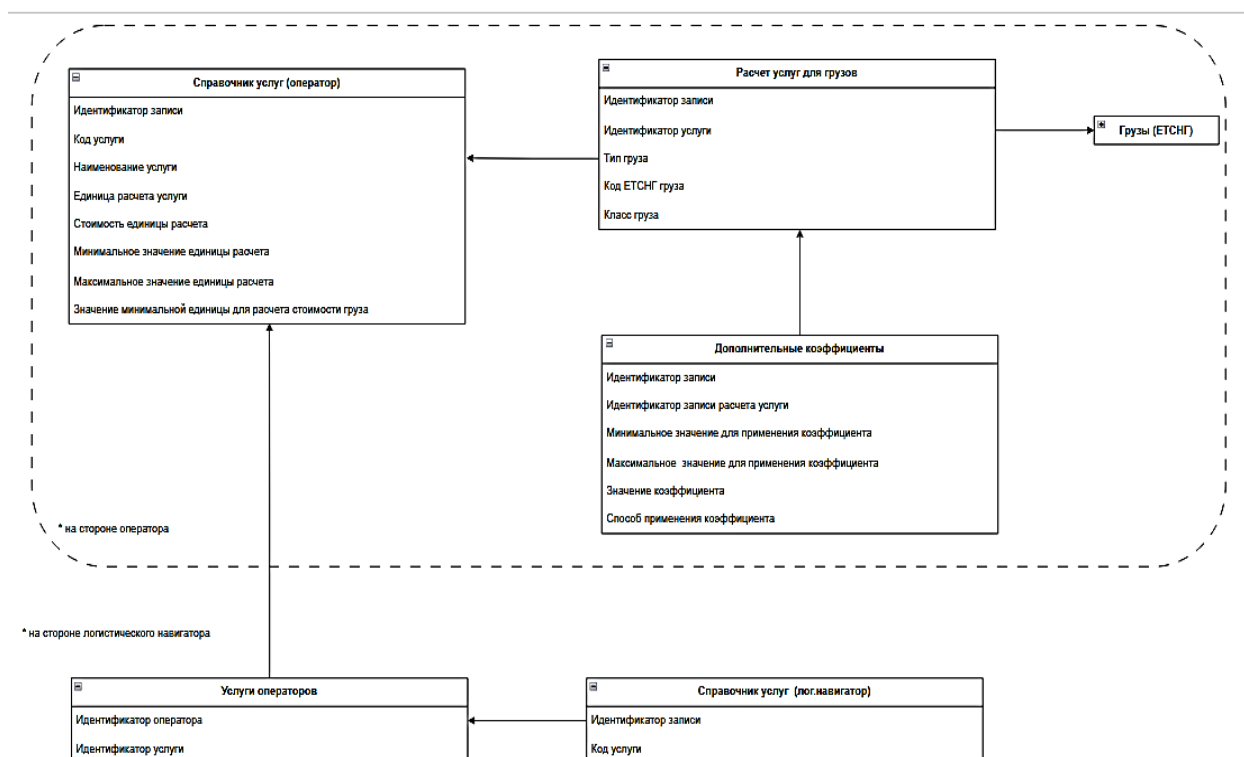 Справочник услуг (оператор)
Идентификатор записи
Код услуги
Наименование услуги
Единица расчета услуги
Стоимость единицы расчета
Минимальное значение единицы расчета
Максимальное значение единицы расчета
Значение минимальной единицы для расчета стоимости груза
Расчет услуг для грузов
Идентификатор записи
Идентификатор услуги
Тип груза
Код ЕТСНГ груза
Класс груза
Грузы (ЕТСНГ)
Дополнительные коэффициенты
Идентификатор записи
Идентификатор записи расчета услуги
Минимальное значение для применения коэффициента
Максимальное значение для применения коэффициента
Значение коэффициента
Способ применения коэффициента
* на стороне оператора
* на стороне логистического навигатора
Услуги операторов
Идентификатор оператора
Идентификатор услуги
Справочник услуг (лог.навигатор)
Идентификатор записи
Код услуги